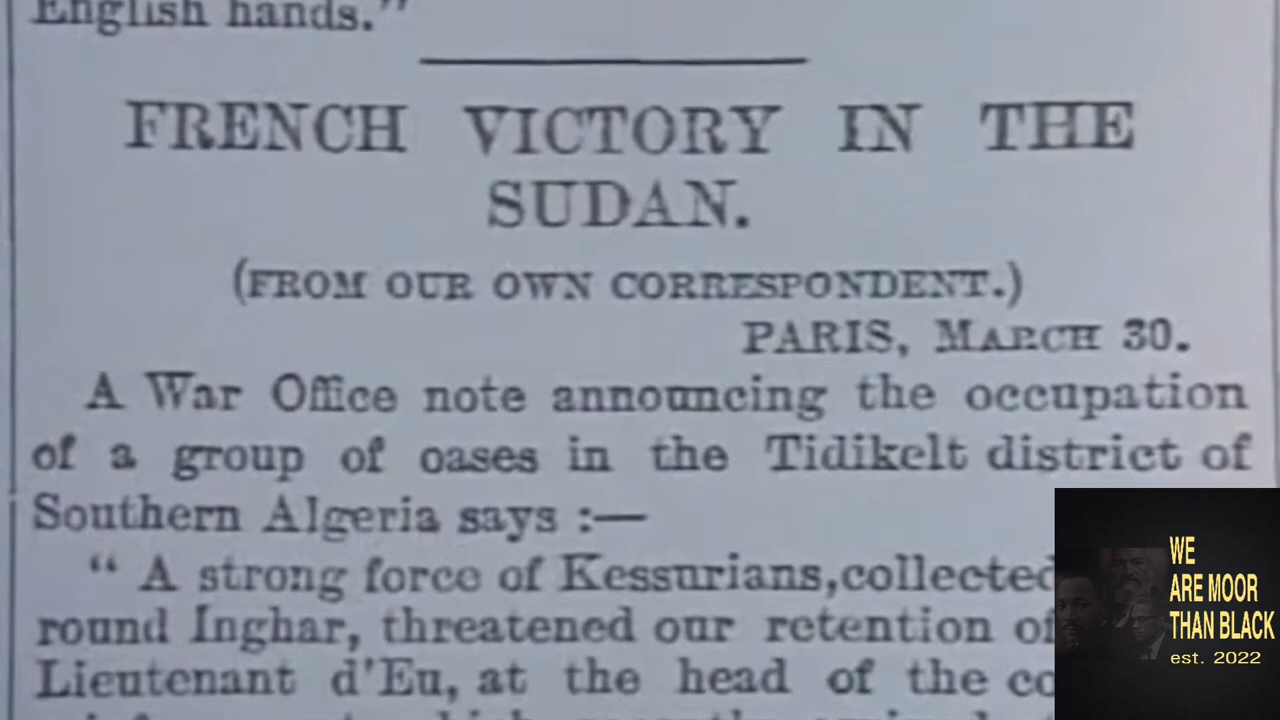 English hands."
FRENCH VICTORY IN THE
SUDAN.
(FROM OUR OWN CORRESPONDENT.)
PARIS, MARCH 30.
A War Office note announcing the occupation
of a group of oases in the Tidikelt district of
Southern Algeria says :—
" A strong force of Kessurians,collected
round Inghar, threatened our retention of
Lieutenant d'Eu, at the head of the
WE
ARE MOOR
THAN BLACK
est. 2022